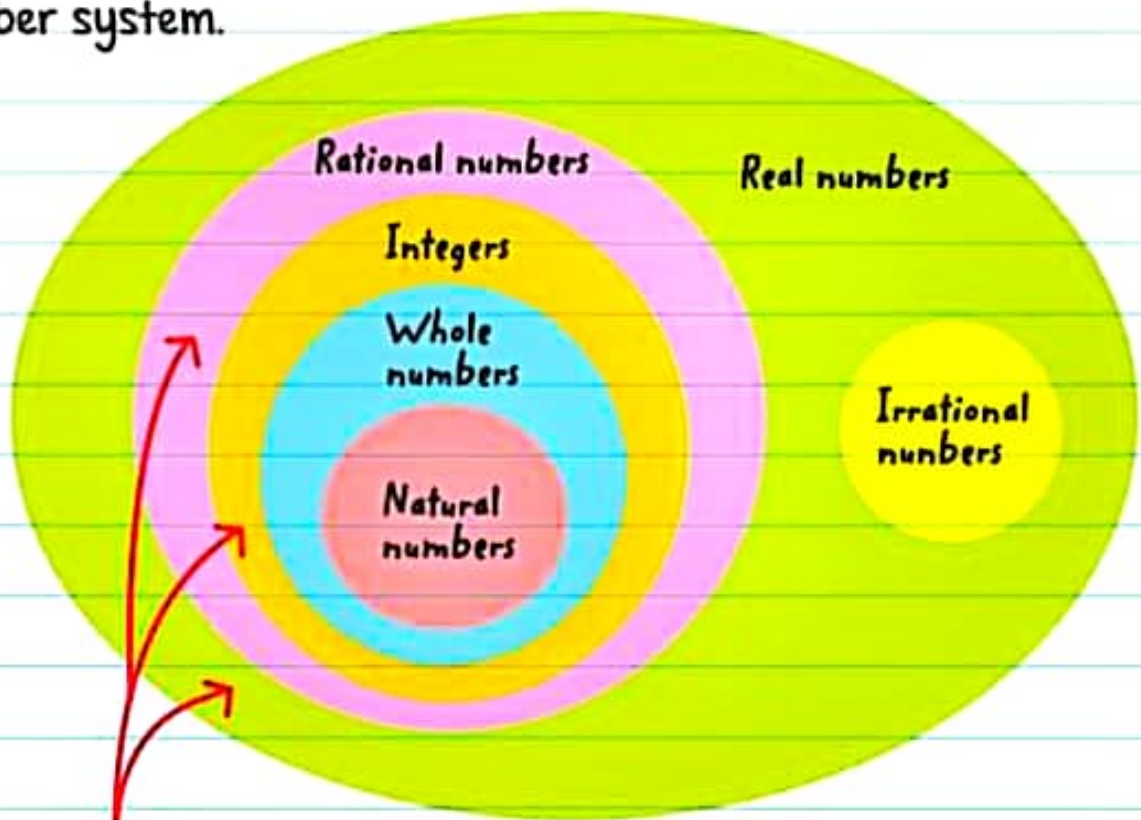 ber system.
Rational numbers
Real numbers
Integers
Whole
numbers
Irrational
nunbers
Natural
numbers